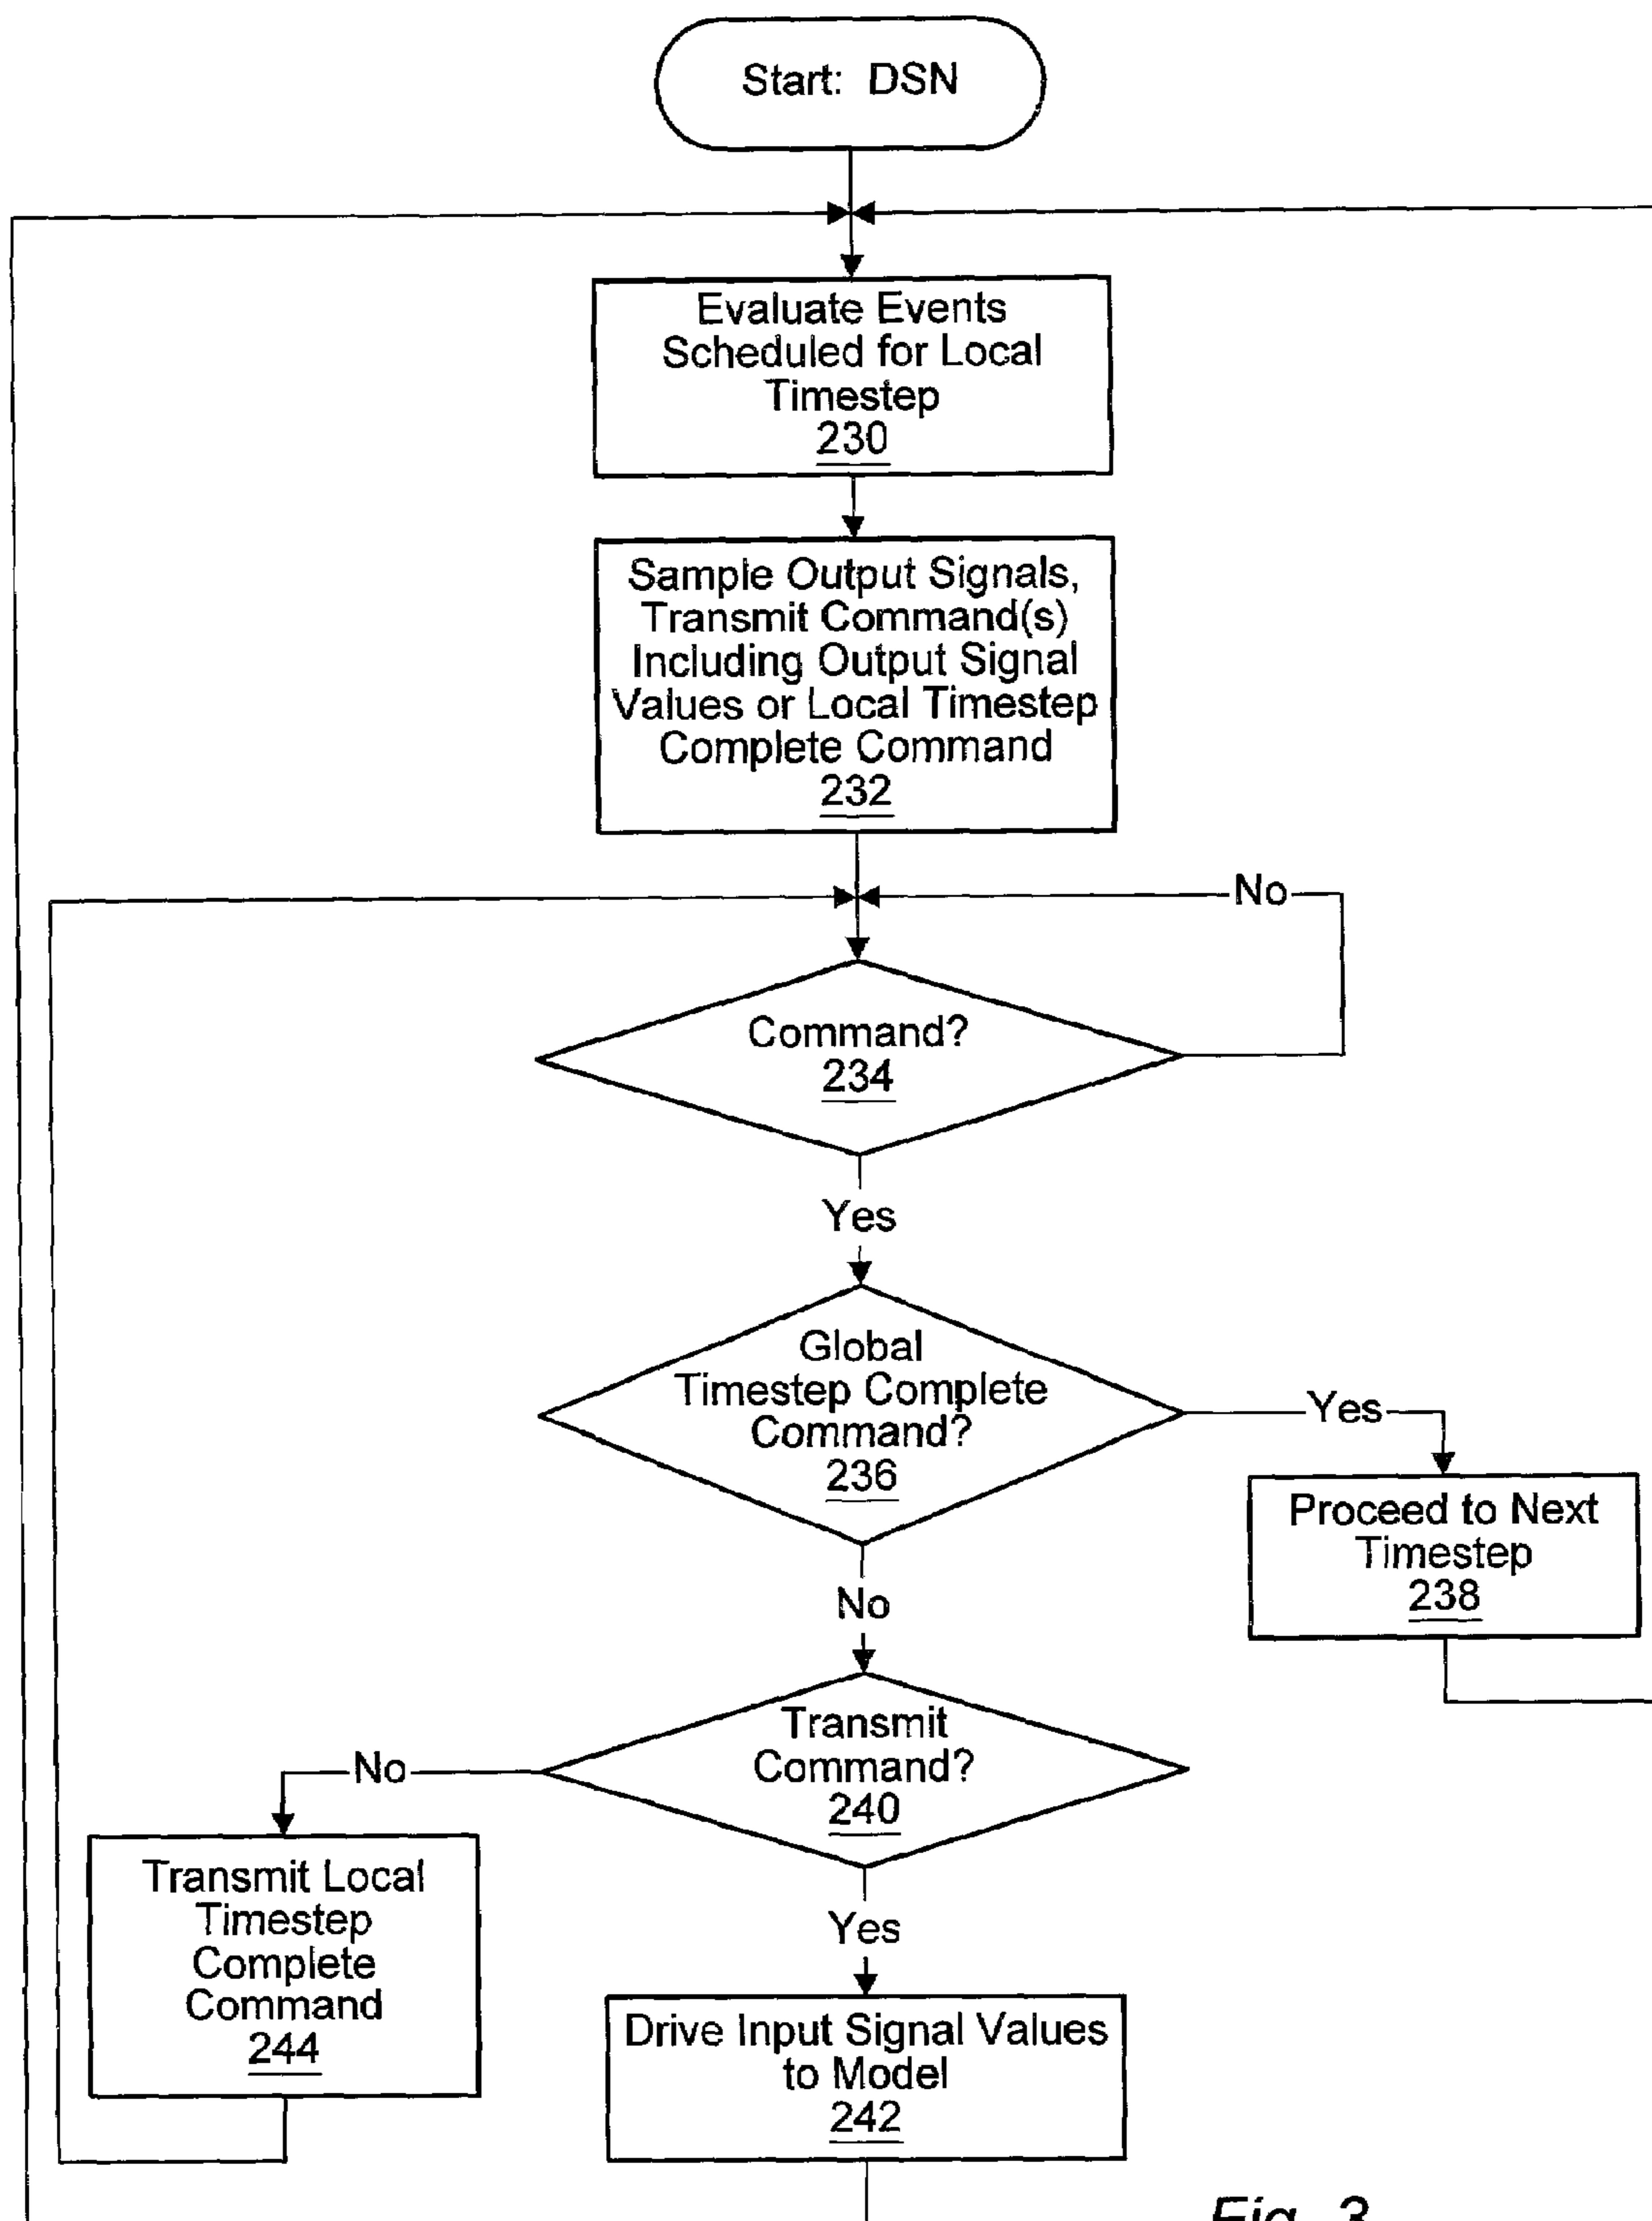 Start: DSN
Evaluate Events
Scheduled for Local
Timestep
230
Sample Output Signals,
Transmit Command(s)
Including Output Signal
Values or Local Timestep
Complete Command
232
No
Command?
234
Yes
Global
Timestep Complete
Command?
236
Yes
Proceed to Next
Timestep
238
No
Transmit
Command?
240
No
Transmit Local
Timestep
Complete
Command
244
Yes
Drive Input Signal Values
to Model
242
Fig. 3